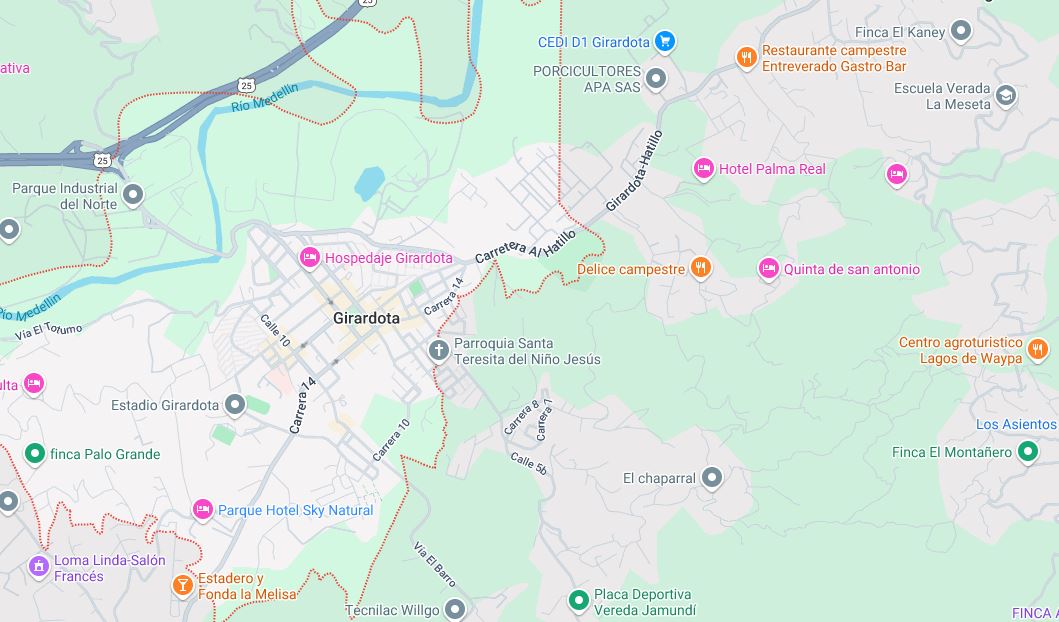 25
Finca El Kaney
CEDI D1 Girardota
Restaurante campestre
Entreverado Gastro Bar
ativa
PORCICULTORES
APA SAS
25
Río Medellín
Escuela Verada
La Meseta
25
Girardota-Hatillo
Hotel Palma Real
Parque Industrial
del Norte
Carretera Al Hatillo
Hospedaje Girardota
Delice campestre
Quinta de san antonio
Río Medellín
Carrera 14
Girardota
Vía El Totumo
Calle 10
Parroquia Santa
Teresita del Niño Jesús
Centro agroturistico
Lagos de Waypa
ulta
Carrera 14
Estadio Girardota
Carrera 8
Carrera 7
Los Asientos
Carrera 10
finca Palo Grande
Finca El Montañero
Calle 5b
El chaparral
Parque Hotel Sky Natural
Vía El Barro
Loma Linda-Salón
Francés
Estadero y
Fonda la Melisa
Placa Deportiva
Vereda Jamundí
Tecnilac Willgo
FINCA A